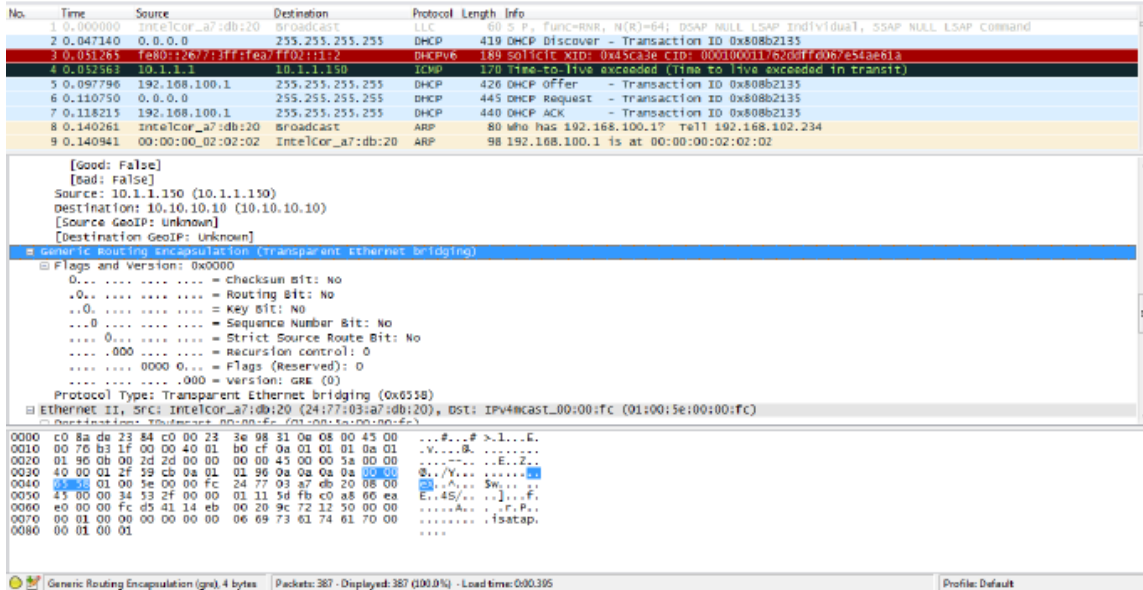 No. Time Source Destination Protocol Length Info
1 0.000000 IntelCor_a7:db:20 Broadcast LLC 60 S P, func=RNR, N(R)=64; DSAP NULL LSAP Individual, SSAP NULL LSAP Command
2 0.047140 0.0.0.0 255.255.255.255 DHCP 419 DHCP Discover - Transaction ID 0x808b2135
3 0.051265 fe80::2677:3ff:fea7 ff02::1:2 DHCPv6 189 Solicit XID: 0x45ca3e CID: 000100011762ddffd067e54ae61a
4 0.052563 10.1.1.1 10.1.1.150 ICMP 170 Time-to-live exceeded (Time to live exceeded in transit)
5 0.097796 192.168.100.1 255.255.255.255 DHCP 426 DHCP Offer - Transaction ID 0x808b2135
6 0.110750 0.0.0.0 255.255.255.255 DHCP 445 DHCP Request - Transaction ID 0x808b2135
7 0.118215 192.168.100.1 255.255.255.255 DHCP 440 DHCP ACK - Transaction ID 0x808b2135
8 0.140261 IntelCor_a7:db:20 Broadcast ARP 80 Who has 192.168.100.1? Tell 192.168.102.234
9 0.140941 00:00:00_02:02:02 IntelCor_a7:db:20 ARP 98 192.168.100.1 is at 00:00:00:02:02:02
[Good: False]
[Bad: False]
Source: 10.1.1.150 (10.1.1.150)
Destination: 10.10.10.10 (10.10.10.10)
[Source GeoIP: Unknown]
[Destination GeoIP: Unknown]
Generic Routing Encapsulation (Transparent Ethernet bridging)
Flags and Version: 0x0000
0... .... .... .... = Checksum Bit: No
.0.. .... .... .... = Routing Bit: No
..0. .... .... .... = Key Bit: No
...0 .... .... .... = Sequence Number Bit: No
.... 0... .... .... = Strict Source Route Bit: No
.... .000 .... .... = Recursion control: 0
.... .... 0000 0... = Flags (Reserved): 0
.... .... .... .000 = Version: GRE (0)
Protocol Type: Transparent Ethernet bridging (0x6558)
Ethernet II, Src: IntelCor_a7:db:20 (24:77:03:a7:db:20), Dst: IPv4mcast_00:00:fc (01:00:5e:00:00:fc)
Destination: IPv4mcast_00:00:fc (01:00:5e:00:00:fc)
0000 c0 8a de 23 84 c0 00 23 3e 98 31 0e 08 00 45 00 ...#...# >.1...E.
0010 00 76 b3 1f 00 00 40 01 b0 cf 0a 01 01 01 0a 01 .v....@. ........
0020 01 96 0b 00 2d 2d 00 00 00 00 45 00 00 5a 00 00 ....--.. ..E..Z..
0030 40 00 01 2f 59 cb 0a 01 01 96 0a 0a 0a 0a 00 00 @../Y... ........
0040 65 58 01 00 5e 00 00 fc 24 77 03 a7 db 20 08 00 eX..^... $w... ..
0050 45 00 00 34 53 2f 00 00 01 11 5d fb c0 a8 66 ea E..4S/.. ..]...f.
0060 e0 00 00 fc d5 41 14 eb 00 20 9c 72 12 50 00 00 .....A.. . .r.P..
0070 00 01 00 00 00 00 00 00 06 69 73 61 74 61 70 00 ........ .isatap.
0080 00 01 00 01 ....
Generic Routing Encapsulation (gre), 4 bytes Packets: 387 · Displayed: 387 (100.0%) · Load time: 0:00.395 Profile: Default